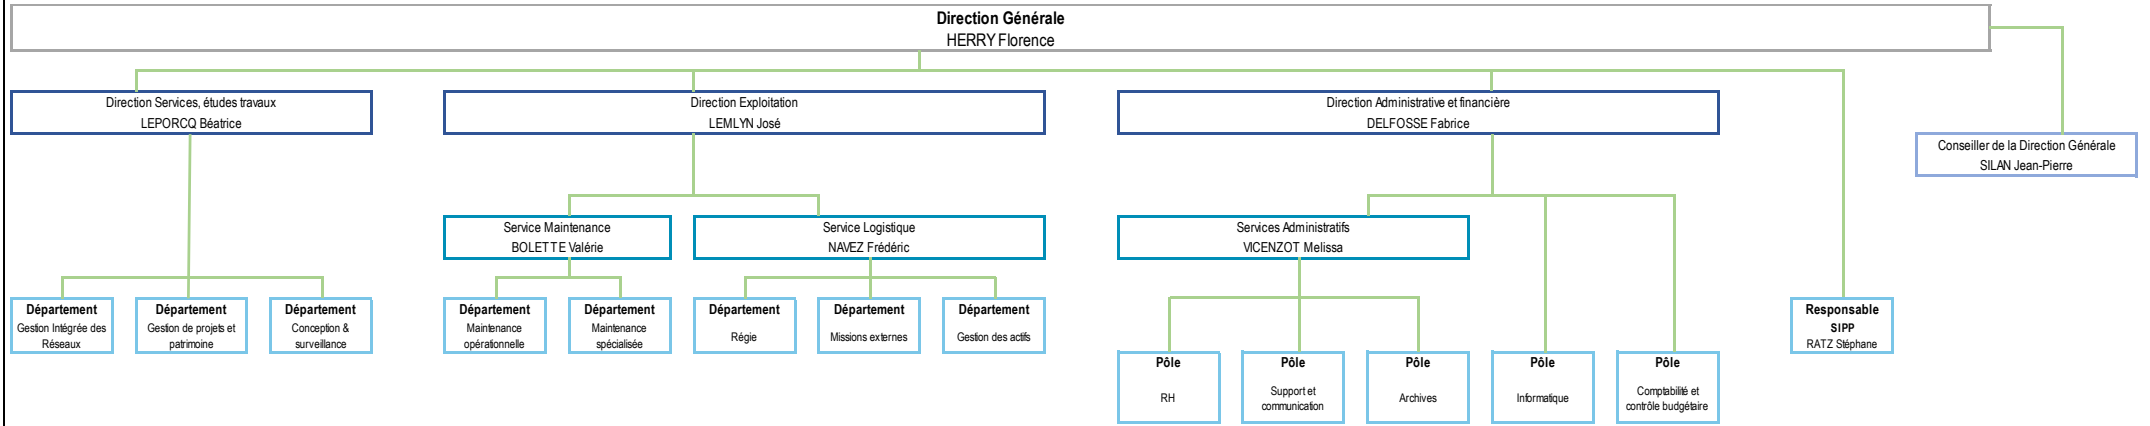 Direction Générale
HERRY Florence
Direction Services, études travaux
LEPORCQ Béatrice
Direction Exploitation
LEMLYN José
Direction Administrative et financière
DELFOSSE Fabrice
Conseiller de la Direction Générale
SILAN Jean-Pierre
Service Maintenance
BOLETTE Valérie
Service Logistique
NAVEZ Frédéric
Services Administratifs
VICENZOT Melissa
Département
Gestion Intégrée des
Réseaux
Département
Gestion de projets et
patrimoine
Département
Conception &
surveillance
Département
Maintenance
opérationnelle
Département
Maintenance
spécialisée
Département
Régie
Département
Missions externes
Département
Gestion des actifs
Responsable
SIPP
RATZ Stéphane
Pôle
RH
Pôle
Support et
communication
Pôle
Archives
Pôle
Informatique
Pôle
Comptabilité et
contrôle budgétaire